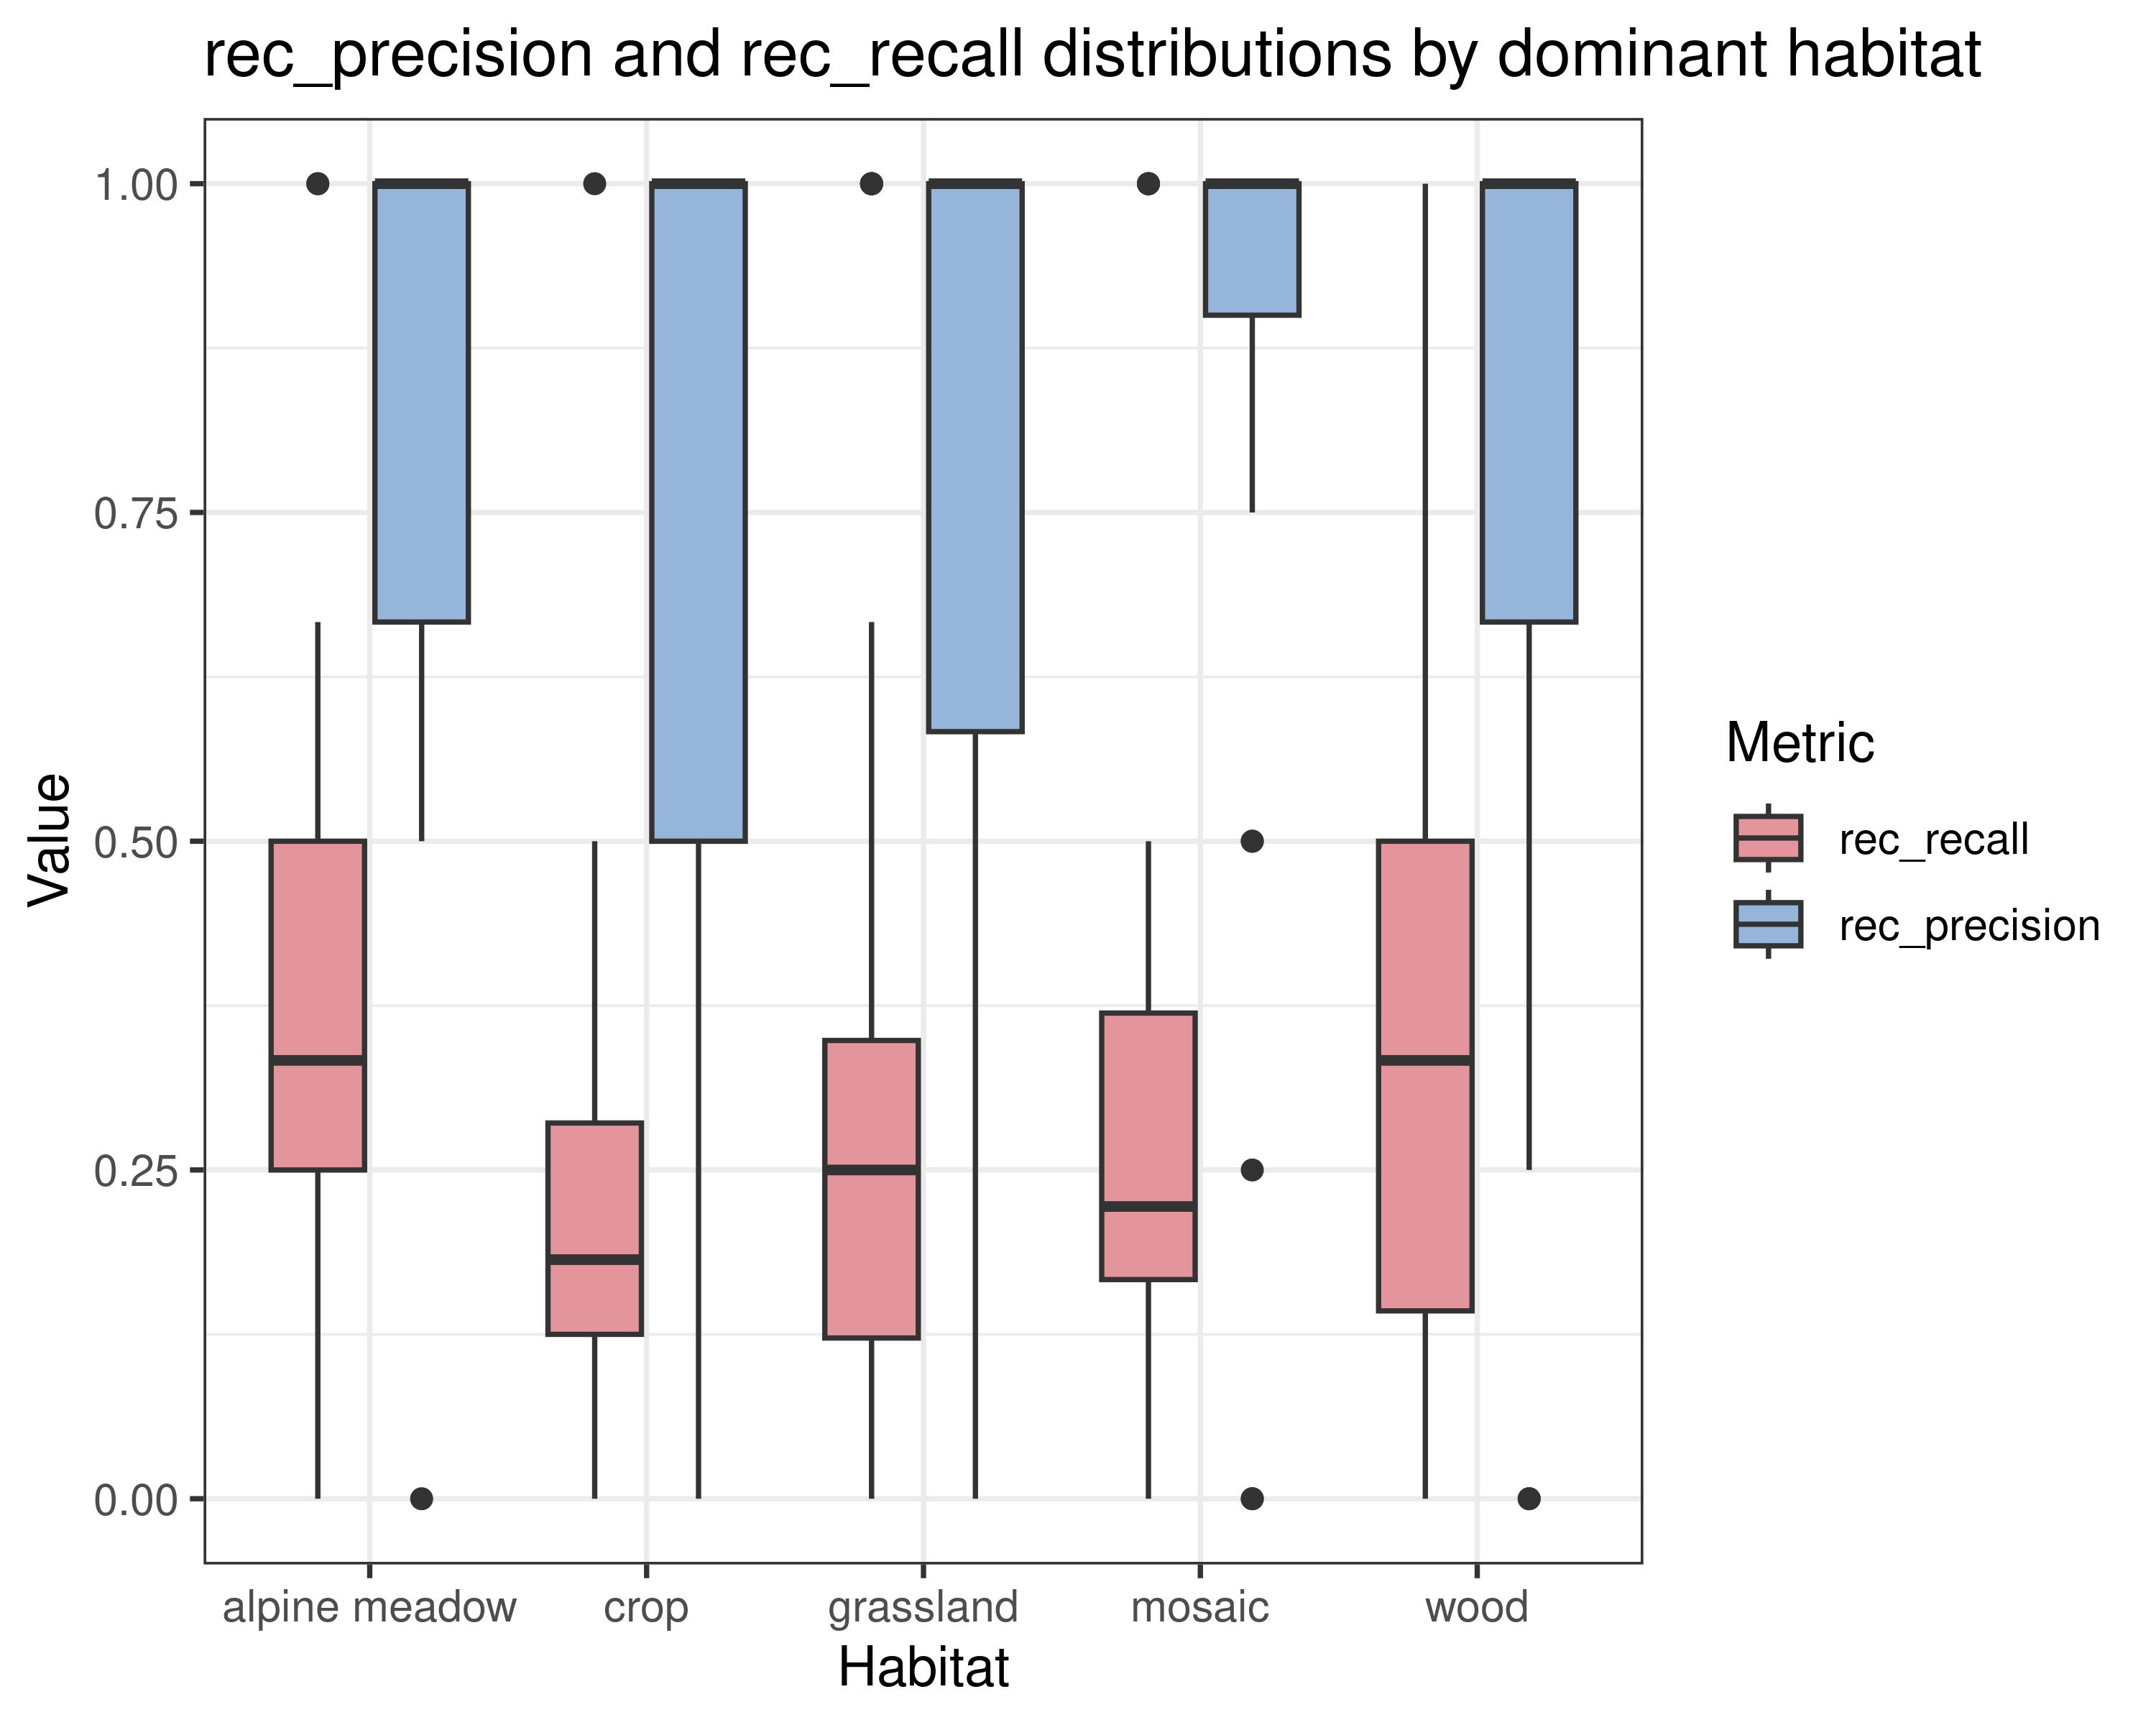 rec_precision and rec_recall distributions by dominant habitat
1.00
0.75
0.50
0.25
0.00
Value
alpine meadow
crop
grassland
mosaic
wood
Habitat
Metric
rec_recall
rec_precision